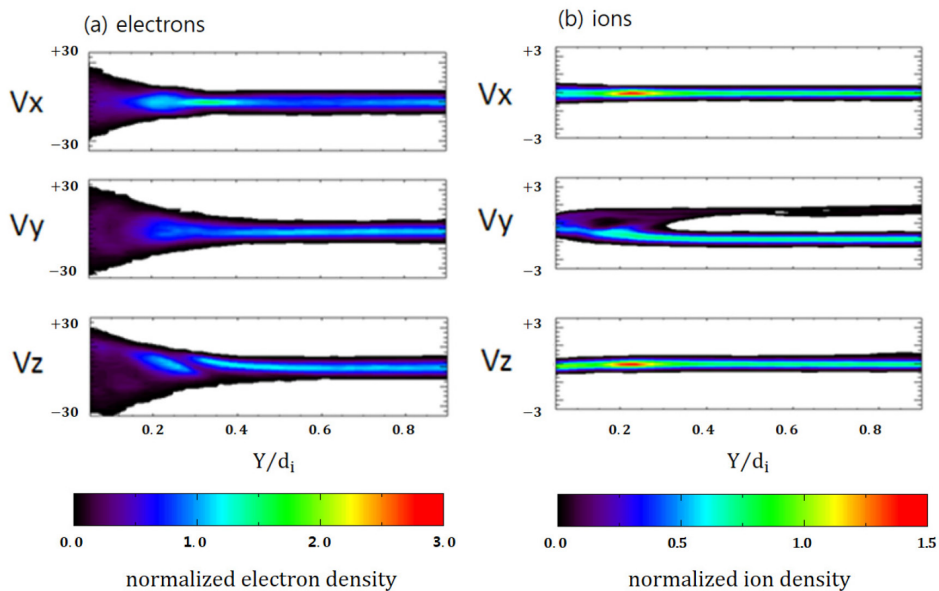 (a) electrons
+30
Vx
−30
+30
Vy
−30
+30
Vz
−30
0.2 0.4 0.6 0.8
Y/di
0.0 1.0 2.0 3.0
normalized electron density
(b) ions
+3
Vx
−3
+3
Vy
−3
+3
Vz
−3
0.2 0.4 0.6 0.8
Y/di
0.0 0.5 1.0 1.5
normalized ion density